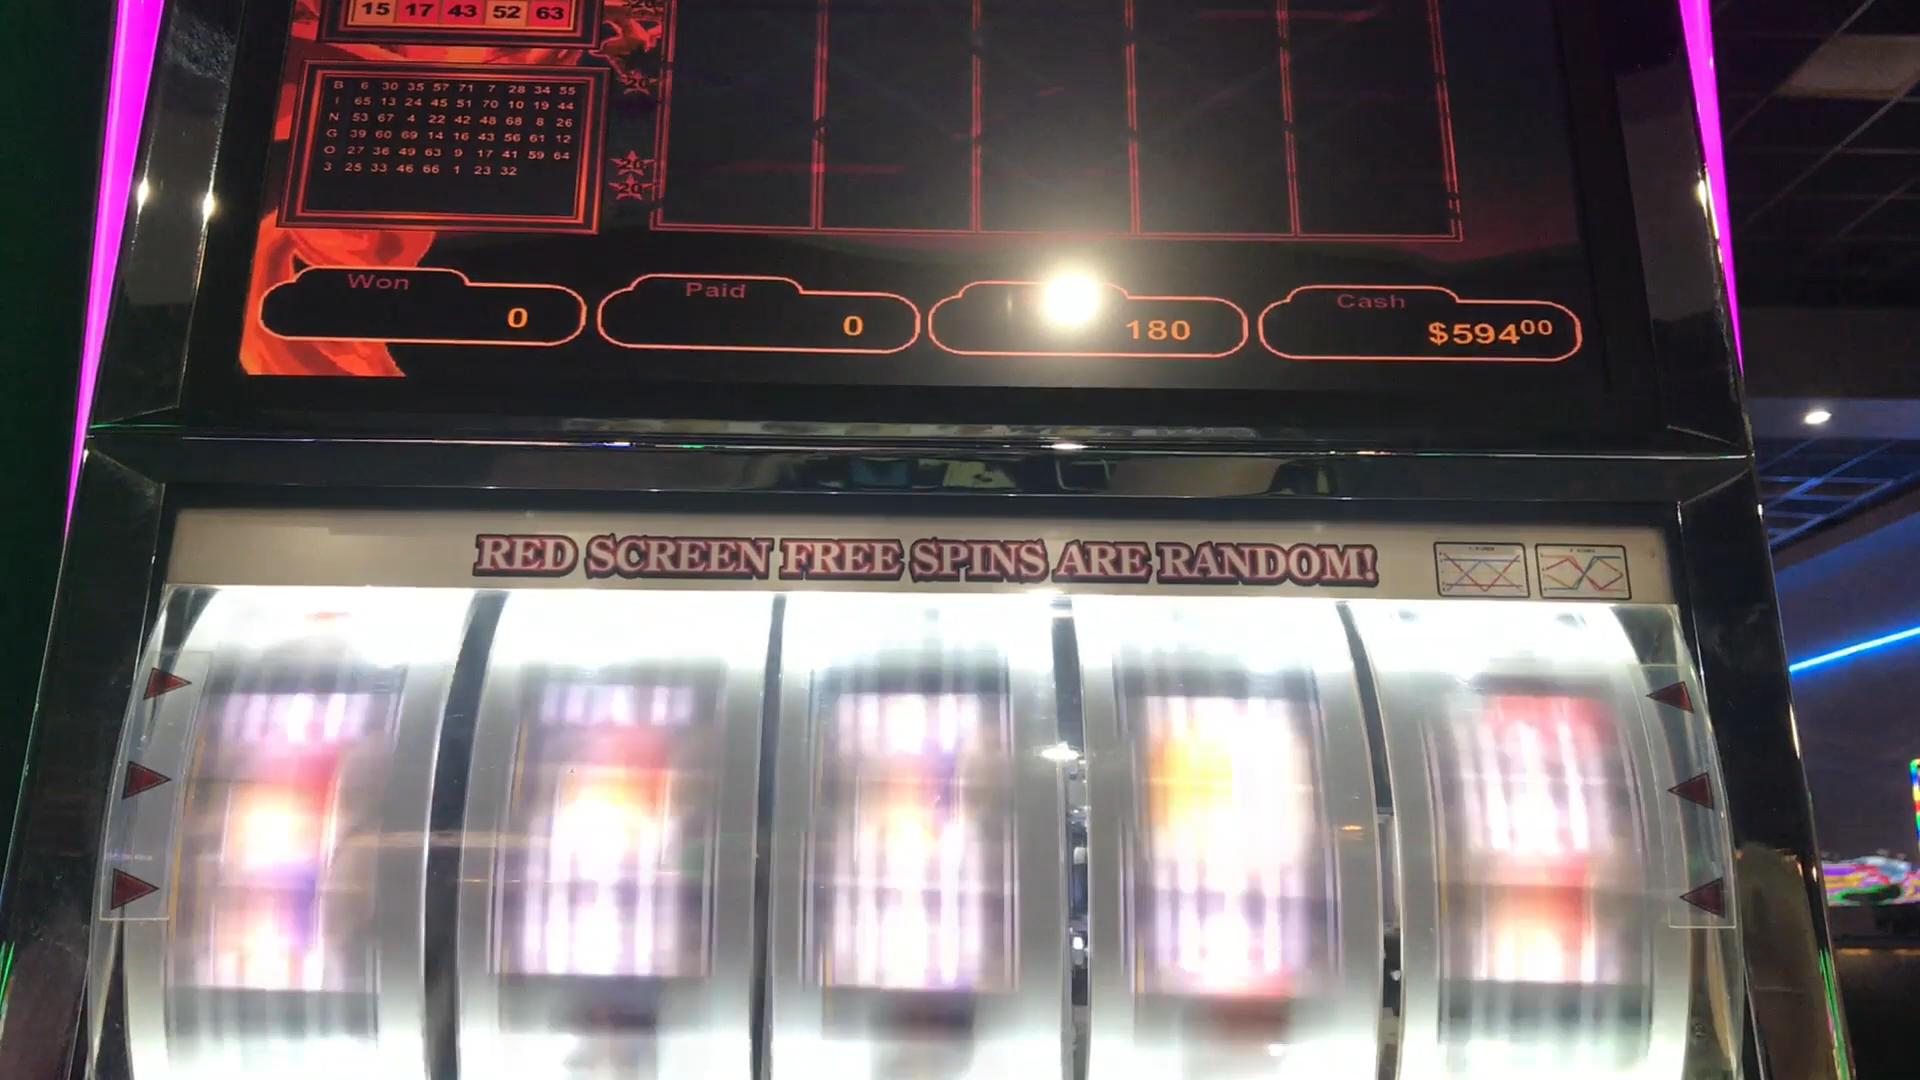 15 17 43 52 63
B 6 30 35 57 71 7 28 34 55
I 65 13 24 45 51 70 10 19 44
N 53 67 4 22 42 48 68 8 26
G 39 60 69 14 16 43 56 61 12
O 27 36 49 63 9 17 41 59 64
3 25 33 46 66 1 23 32
20
20
20
Won
0
Paid
0
180
Cash
$594⁰⁰
RED SCREEN FREE SPINS ARE RANDOM!